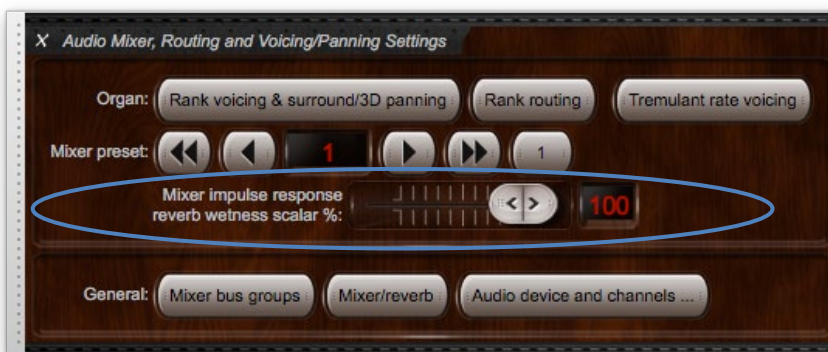 X Audio Mixer, Routing and Voicing/Panning Settings
Organ: Rank voicing & surround/3D panning Rank routing Tremulant rate voicing
Mixer preset: 1 1
Mixer impulse response
reverb wetness scalar %: 100
General: Mixer bus groups Mixer/reverb Audio device and channels ...